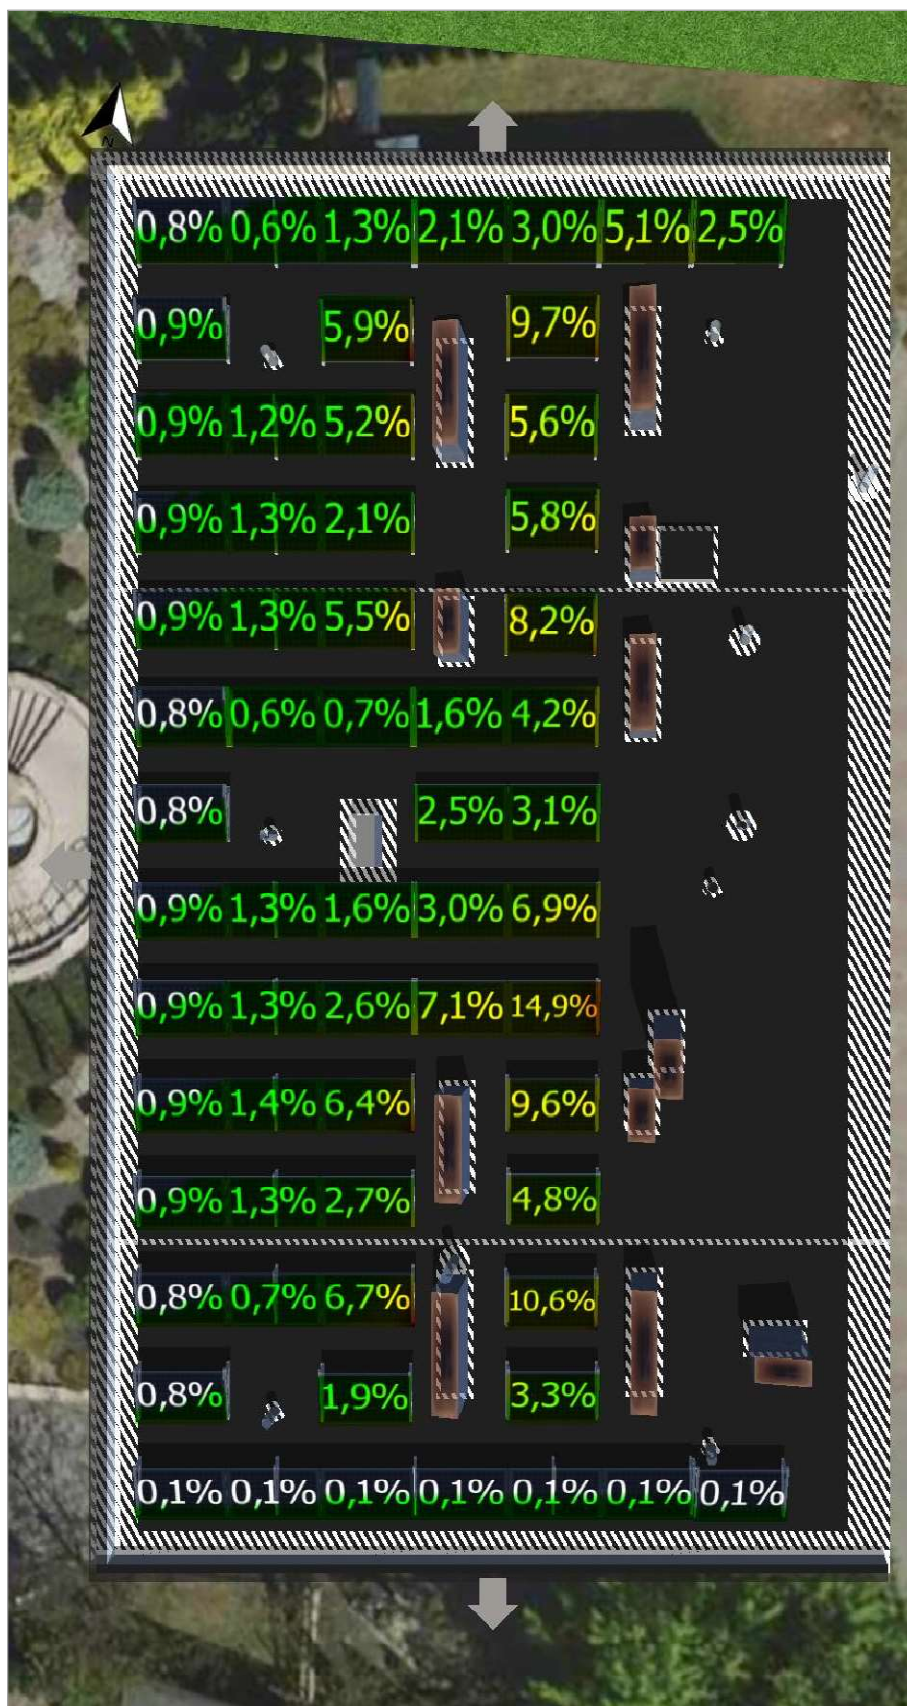 N
0,8% 0,6% 1,3% 2,1% 3,0% 5,1% 2,5%
0,9% 5,9% 9,7%
0,9% 1,2% 5,2% 5,6%
0,9% 1,3% 2,1% 5,8%
0,9% 1,3% 5,5% 8,2%
0,8% 0,6% 0,7% 1,6% 4,2%
0,8% 2,5% 3,1%
0,9% 1,3% 1,6% 3,0% 6,9%
0,9% 1,3% 2,6% 7,1% 14,9%
0,9% 1,4% 6,4% 9,6%
0,9% 1,3% 2,7% 4,8%
0,8% 0,7% 6,7% 10,6%
0,8% 1,9% 3,3%
0,1% 0,1% 0,1% 0,1% 0,1% 0,1% 0,1%